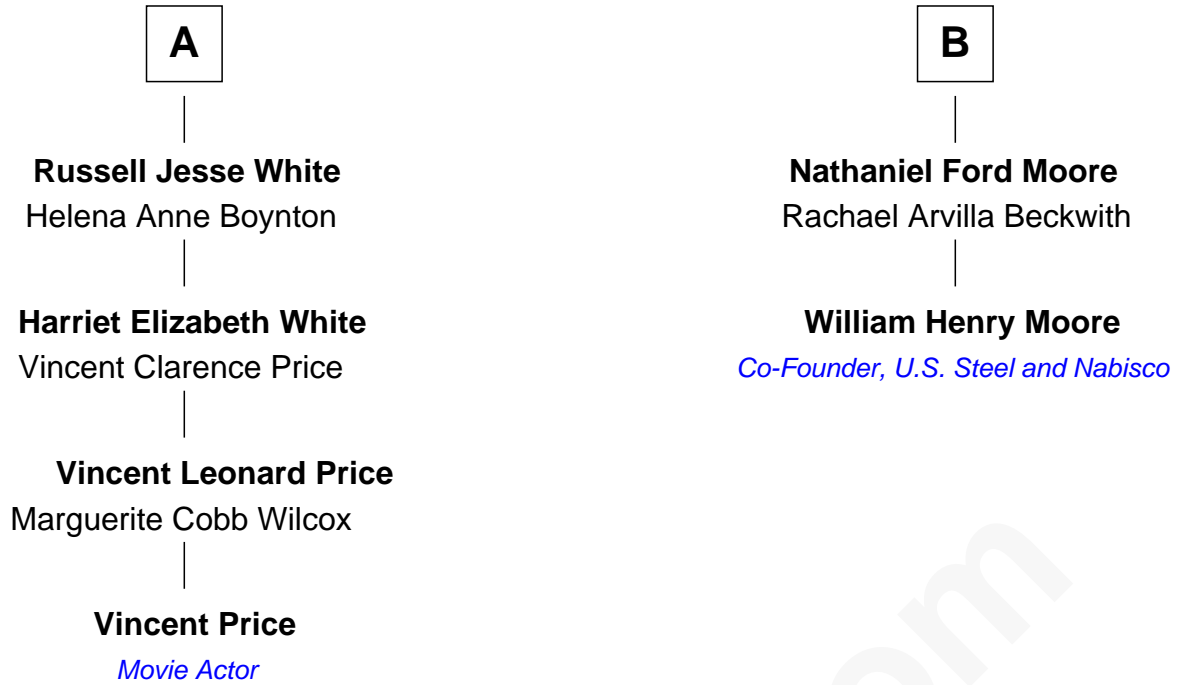 A
B
Russell Jesse White
Helena Anne Boynton
Nathaniel Ford Moore
Rachael Arvilla Beckwith
Harriet Elizabeth White
Vincent Clarence Price
William Henry Moore
Co-Founder, U.S. Steel and Nabisco
Vincent Leonard Price
Marguerite Cobb Wilcox
Vincent Price
Movie Actor
om